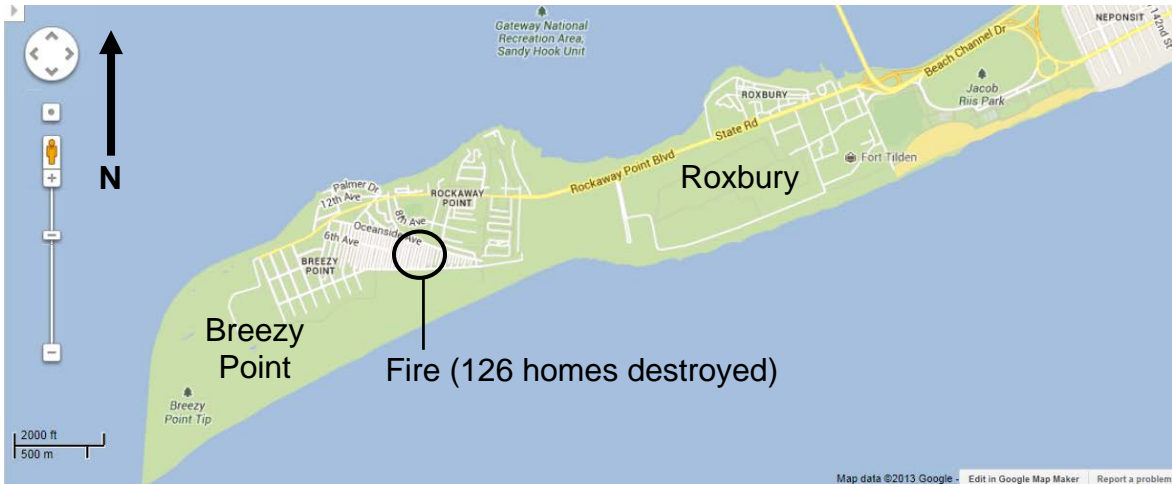 Gateway National
Recreation Area,
Sandy Hook Unit
NEPONSIT
142nd St
Beach Channel Dr
Jacob
Riis Park
ROXBURY
State Rd
Fort Tilden
N
Rockaway Point Blvd
Roxbury
Palmer Dr
12th Ave
ROCKAWAY
POINT
8th Ave
Oceanside Ave
6th Ave
BREEZY
POINT
Breezy
Point
Fire (126 homes destroyed)
Breezy
Point Tip
2000 ft
500 m
Map data ©2013 Google -
Edit in Google Map Maker
Report a problem